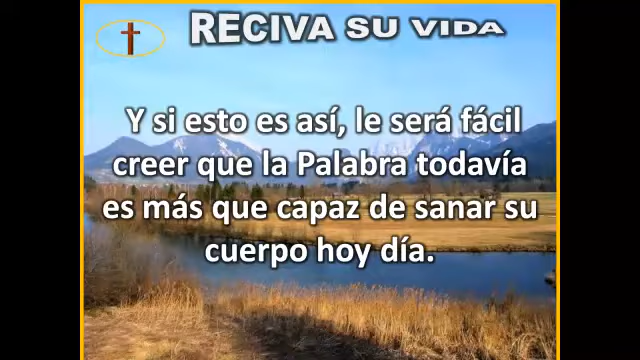 RECIVA SU VIDA
Y si esto es así, le será fácil
creer que la Palabra todavía
es más que capaz de sanar su
cuerpo hoy día.